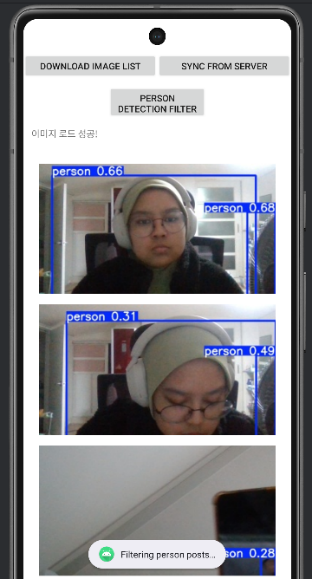 DOWNLOAD IMAGE LIST
SYNC FROM SERVER
PERSON
DETECTION FILTER
이미지 로드 성공!
person 0.66
person 0.68
person 0.31
person 0.49
son 0.28
Filtering person posts...